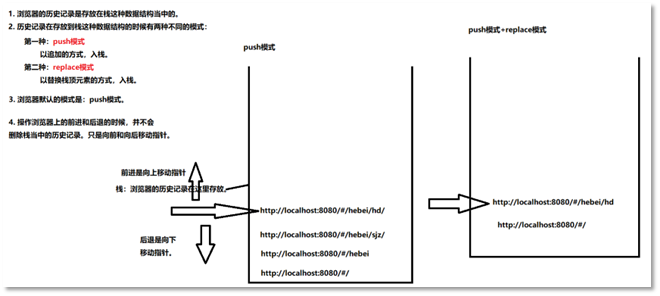 1. 浏览器的历史记录是存放在栈这种数据结构当中的。
2. 历史记录在存放到栈这种数据结构的时候有两种不同的模式：
第一种：push模式
以追加的方式，入栈。
第二种：replace模式
以替换栈顶元素的方式，入栈。
3. 浏览器默认的模式是：push模式。
4. 操作浏览器上的前进和后退的时候，并不会
删除栈当中的历史记录。只是向前和向后移动指针。
前进是向上移动指针
栈：浏览器的历史记录在这里存放。
后退是向下
移动指针。
push模式
http://localhost:8080/#/hebei/hd/
http://localhost:8080/#/hebei/sjz/
http://localhost:8080/#/hebei
http://localhost:8080/#/
push模式+replace模式
http://localhost:8080/#/hebei/hd
http://localhost:8080/#/